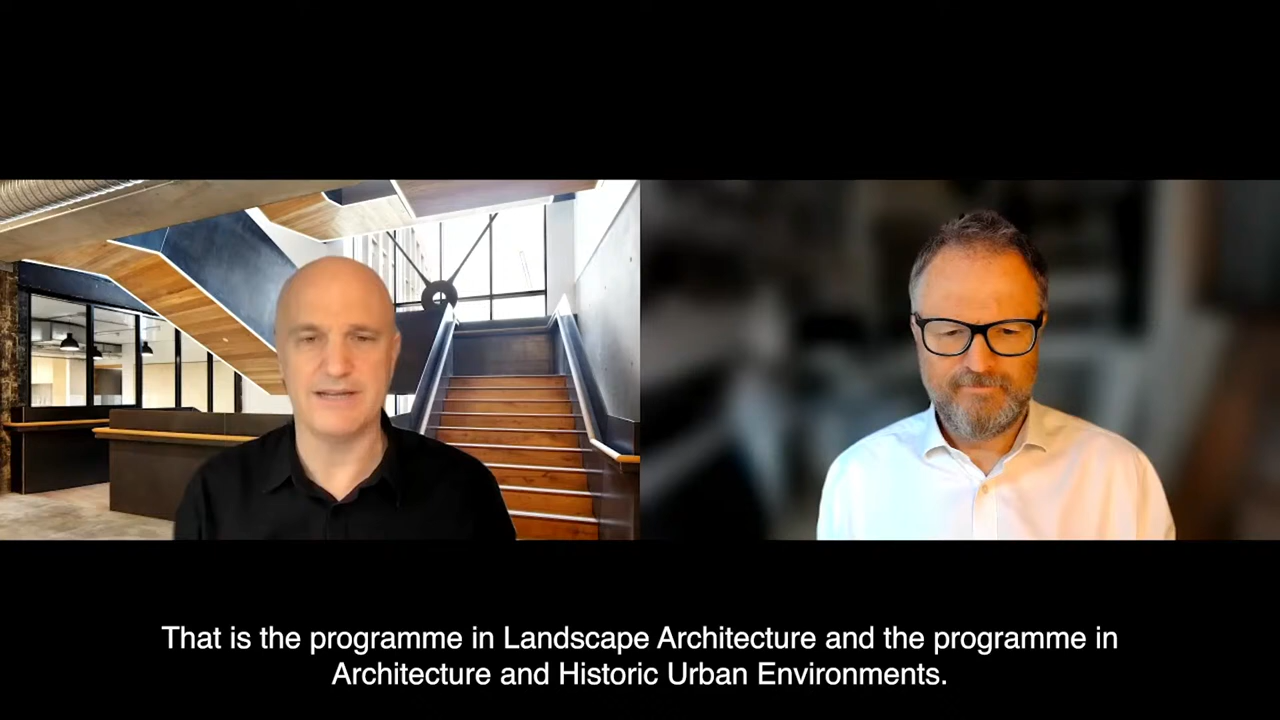 That is the programme in Landscape Architecture and the programme in
Architecture and Historic Urban Environments.